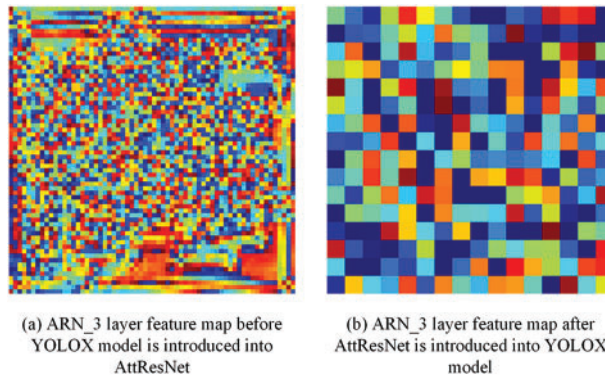 (a) ARN_3 layer feature map before
YOLOX model is introduced into
AttResNet
(b) ARN_3 layer feature map after
AttResNet is introduced into YOLOX
model